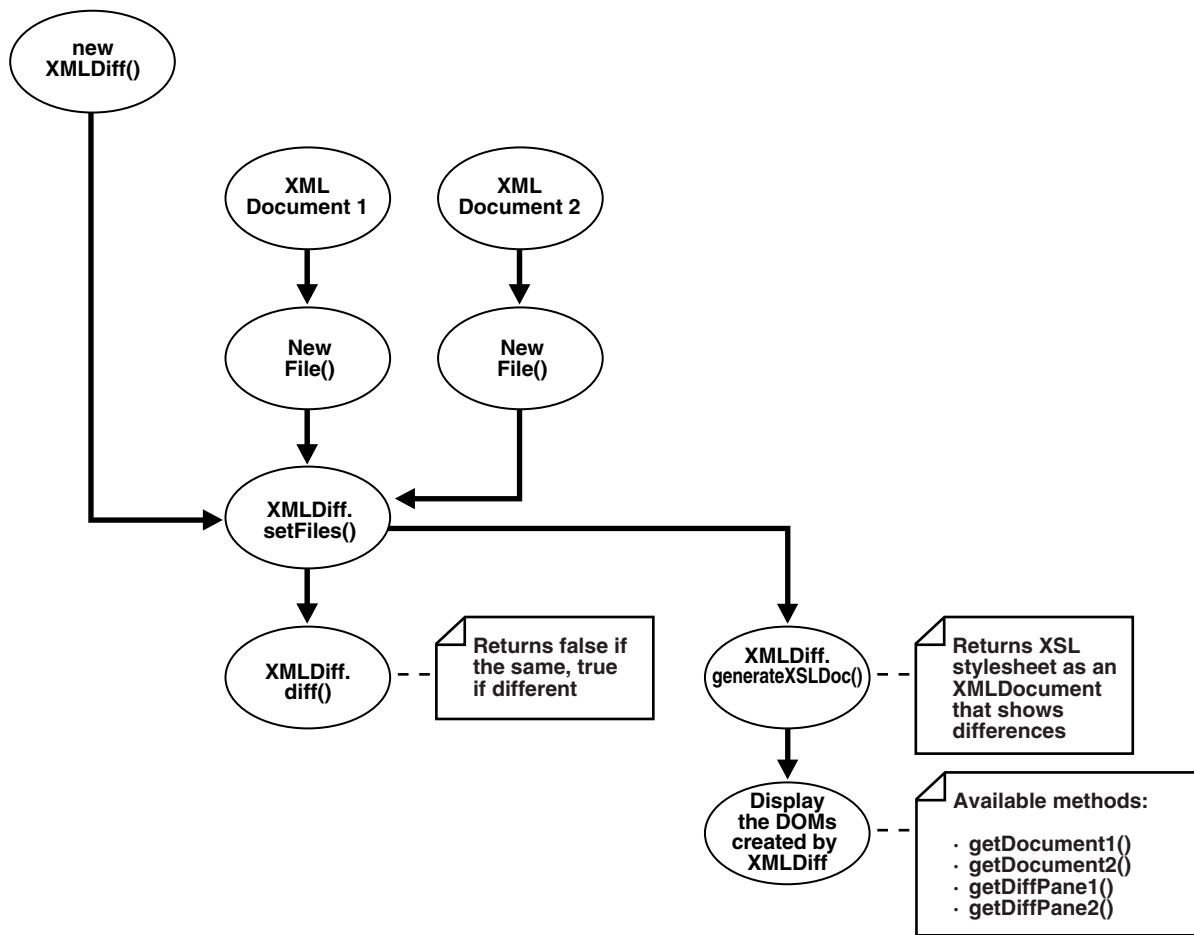 new
XMLDiff()
XML
Document 1
XML
Document 2
New
File()
New
File()
XMLDiff.
setFiles()
XMLDiff.
diff()
Returns false if
the same, true
if different
XMLDiff.
generateXSLDoc()
Returns XSL
stylesheet as an
XMLDocument
that shows
differences
Display
the DOMs
created by
XMLDiff
Available methods:
· getDocument1()
· getDocument2()
· getDiffPane1()
· getDiffPane2()